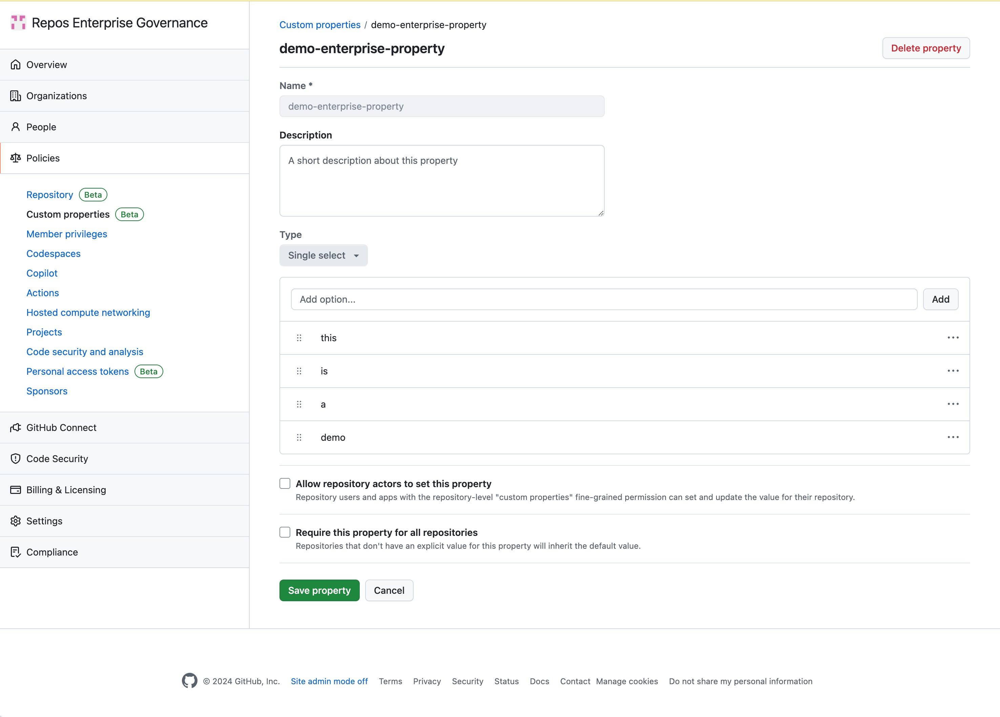 Repos Enterprise Governance
Overview
Organizations
People
Policies
Repository Beta
Custom properties Beta
Member privileges
Codespaces
Copilot
Actions
Hosted compute networking
Projects
Code security and analysis
Personal access tokens Beta
Sponsors
GitHub Connect
Code Security
Billing & Licensing
Settings
Compliance
Custom properties / demo-enterprise-property
demo-enterprise-property
Delete property
Name *
demo-enterprise-property
Description
A short description about this property
Type
Single select
Add option...
Add
this
is
a
demo
Allow repository actors to set this property
Repository users and apps with the repository-level "custom properties" fine-grained permission can set and update the value for their repository.
Require this property for all repositories
Repositories that don't have an explicit value for this property will inherit the default value.
Save property
Cancel
© 2024 GitHub, Inc. Site admin mode off Terms Privacy Security Status Docs Contact Manage cookies Do not share my personal information